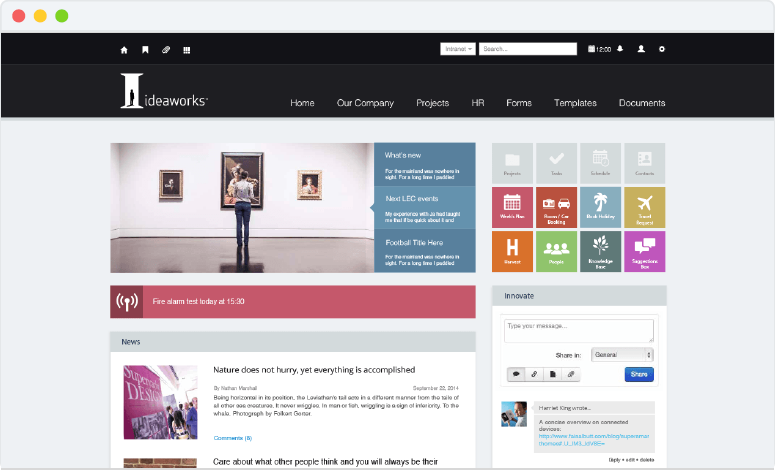 Intranet
Search...
12:00
ideaworks
Home Our Company Projects HR Forms Templates Documents
What's new
For the mainland was nowhere in
sight. For a long time I paddled
Next LSC events
My experience with Ja had taught
me that if be quick about it and
Football Title Here
For the mainland was nowhere in
sight. For a long time I paddled
Projects
Tasks
Schedule
Contacts
Week's Plan
Room / Car
Booking
Book Holiday
Travel
Request
H
Harvest
People
Knowledge
Base
Suggestions
Box
Fire alarm test today at 15:30
News
Nature does not hurry, yet everything is accomplished
By Nathan Marshall September 22, 2014
Being horizontal in its position, the Leviathan's tail acts in a different manner from the tails of
all other sea creatures. It never wriggles. In man or fish, wriggling is a sign of inferiority. To the
whale. Photograph by Folkert Gorter.
Comments (8)
Care about what other people think and you will always be their
Innovate
Type your message...
Share in: General
Share
Harriet King wrote...
A concise overview on connected
devices:
Reply • edit • delete